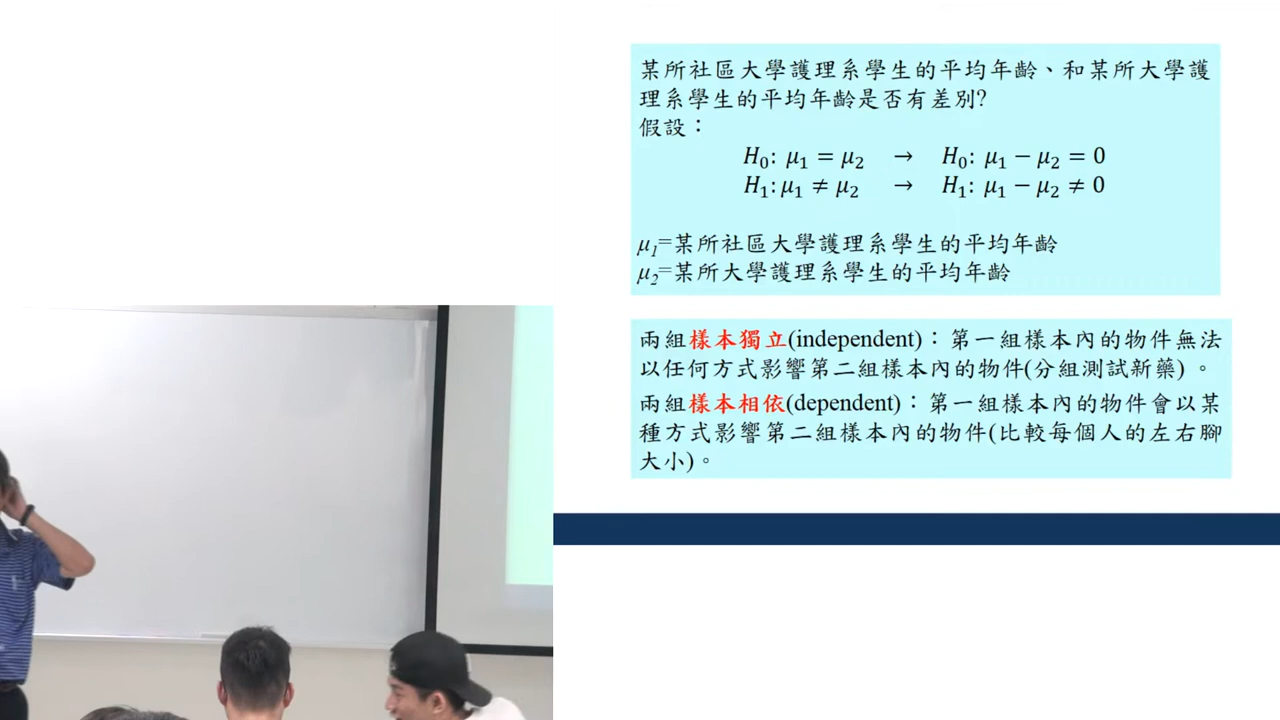 某所社區大學護理系學生的平均年齡、和某所大學護
理系學生的平均年齡是否有差別?
假設：
H₀: μ₁ = μ₂ → H₀: μ₁ − μ₂ = 0
H₁: μ₁ ≠ μ₂ → H₁: μ₁ − μ₂ ≠ 0
μ₁=某所社區大學護理系學生的平均年齡
μ₂=某所大學護理系學生的平均年齡
兩組樣本獨立(independent)：第一組樣本內的物件無法
以任何方式影響第二組樣本內的物件(分組測試新藥) 。
兩組樣本相依(dependent)：第一組樣本內的物件會以某
種方式影響第二組樣本內的物件(比較每個人的左右腳
大小)。